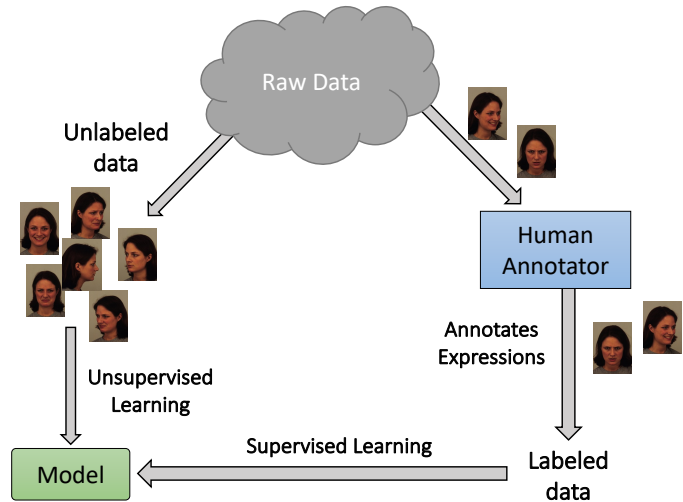 Raw Data
Unlabeled
data
Human
Annotator
Annotates
Expressions
Unsupervised
Learning
Supervised Learning
Model
Labeled
data